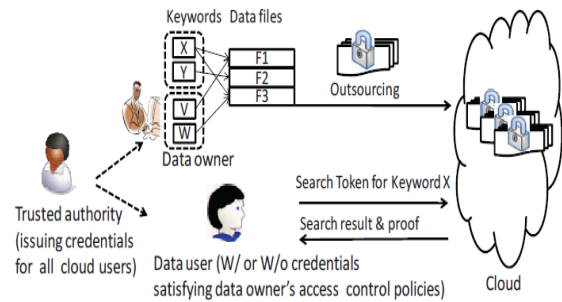 Keywords Data files
X
Y
V
W
F1
F2
F3
Outsourcing
Data owner
Trusted authority
(issuing credentials
for all cloud users)
Search Token for Keyword X
Search result & proof
Data user (W/ or W/o credentials
satisfying data owner's access control policies)
Cloud